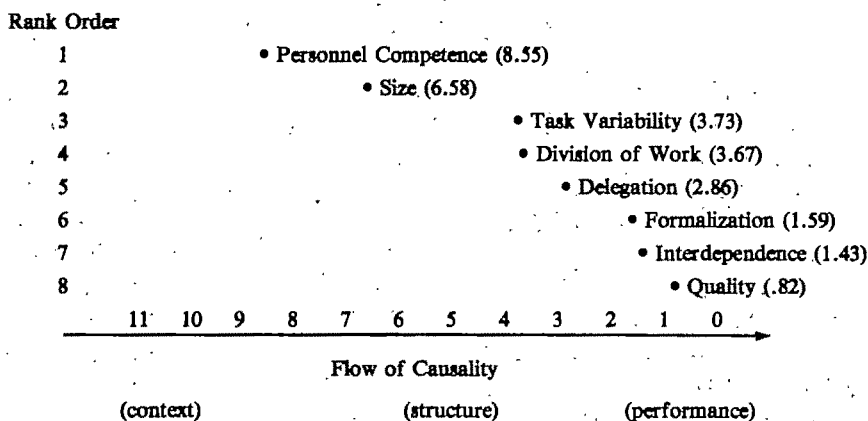 Rank Order
1 • Personnel Competence (8.55)
2 • Size (6.58)
3 • Task Variability (3.73)
4 • Division of Work (3.67)
5 • Delegation (2.86)
6 • Formalization (1.59)
7 • Interdependence (1.43)
8 • Quality (.82)
11 10 9 8 7 6 5 4 3 2 1 0
Flow of Causality
(context) (structure) (performance)